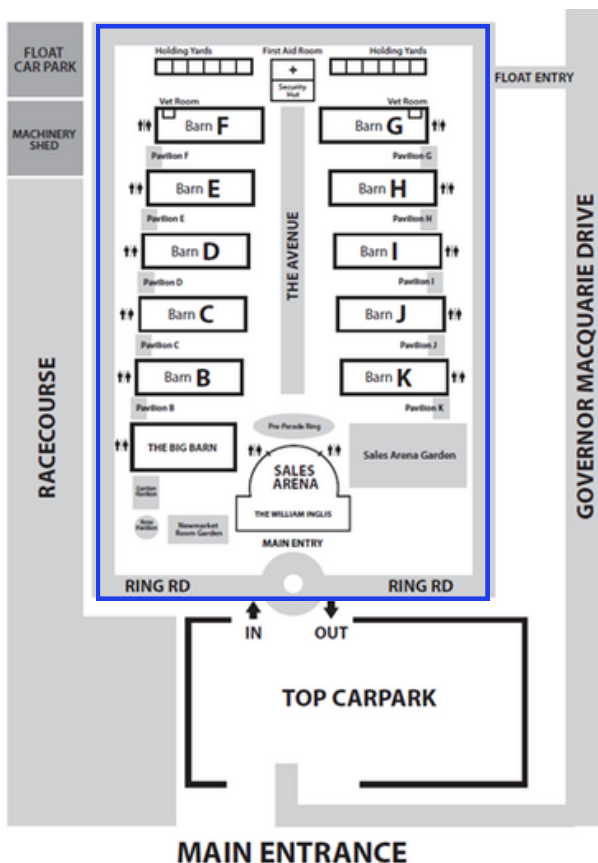 FLOAT
CAR PARK
MACHINERY
SHED
RACECOURSE
Holding Yards
First Aid Room
Holding Yards
Security
Hut
FLOAT ENTRY
Vet Room
Vet Room
Barn F
Barn G
Pavilion F
Pavilion G
Barn E
Barn H
Pavilion E
Pavilion H
THE AVENUE
Barn D
Barn I
Pavilion D
Pavilion I
Barn C
Barn J
Pavilion C
Pavilion J
Barn B
Barn K
Pavilion B
Pavilion K
Pre-Parade Ring
THE BIG BARN
Sales Arena Garden
SALES
ARENA
THE WILLIAM INGLIS
Garden
Pavilion
Newmarket
Room Garden
Pavilion
MAIN ENTRY
RING RD
RING RD
IN
OUT
TOP CARPARK
GOVERNOR MACQUARIE DRIVE
MAIN ENTRANCE